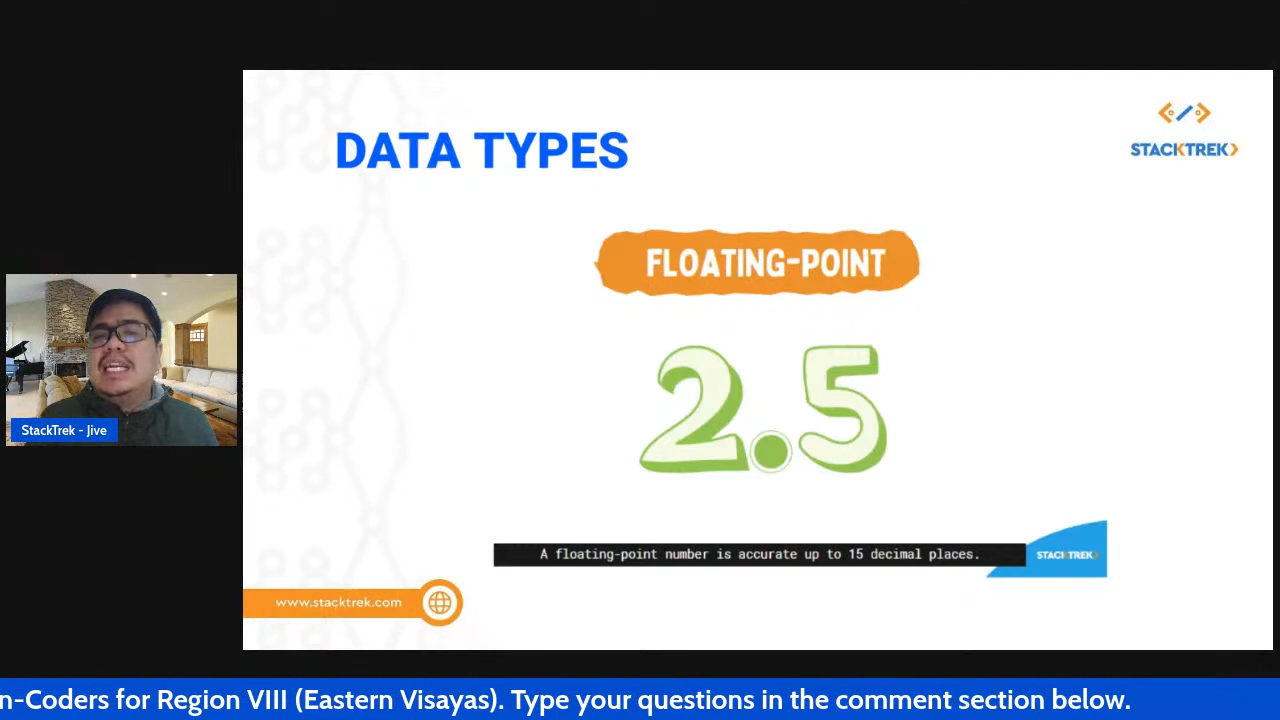 DATA TYPES
STACKTREK
FLOATING-POINT
2.5
StackTrek - Jive
A floating-point number is accurate up to 15 decimal places.
STACKTREK
www.stacktrek.com
n-Coders for Region VIII (Eastern Visayas). Type your questions in the comment section below.